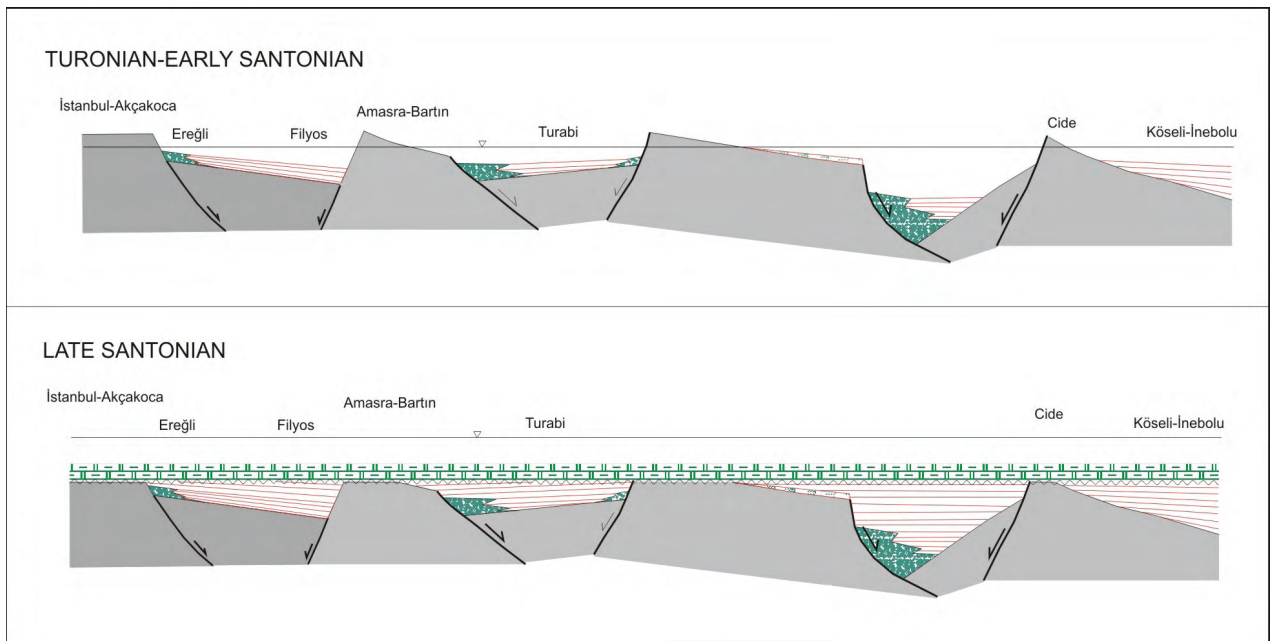 TURONIAN-EARLY SANTONIAN
İstanbul-Akçakoca
Ereğli
Filyos
Amasra-Bartın
Turabi
Cide
Köseli-İnebolu
LATE SANTONIAN
İstanbul-Akçakoca
Ereğli
Filyos
Amasra-Bartın
Turabi
Cide
Köseli-İnebolu